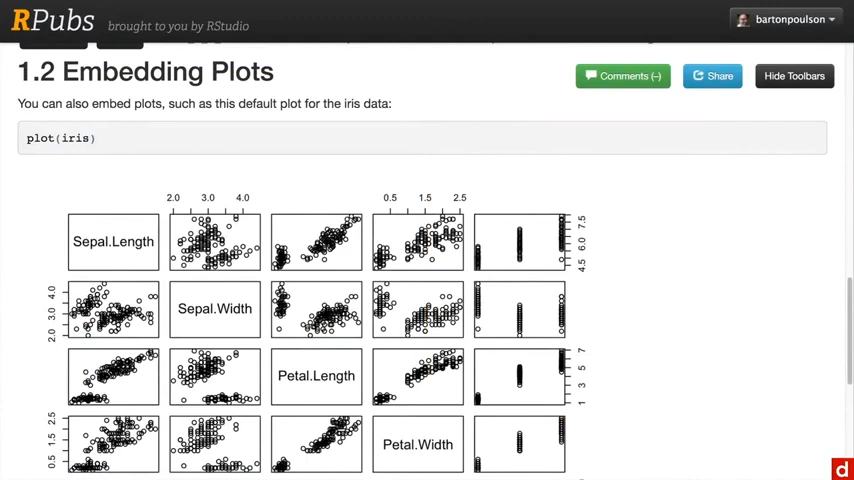 RPubs brought to you by RStudio
bartonpoulson
1.2 Embedding Plots
Comments (–)
Share
Hide Toolbars
You can also embed plots, such as this default plot for the iris data:
plot(iris)
2.0 3.0 4.0
0.5 1.5 2.5
Sepal.Length
4.5 6.0 7.5
2.0 3.0 4.0
Sepal.Width
Petal.Length
1 3 5 7
0.5 1.5 2.5
Petal.Width
d